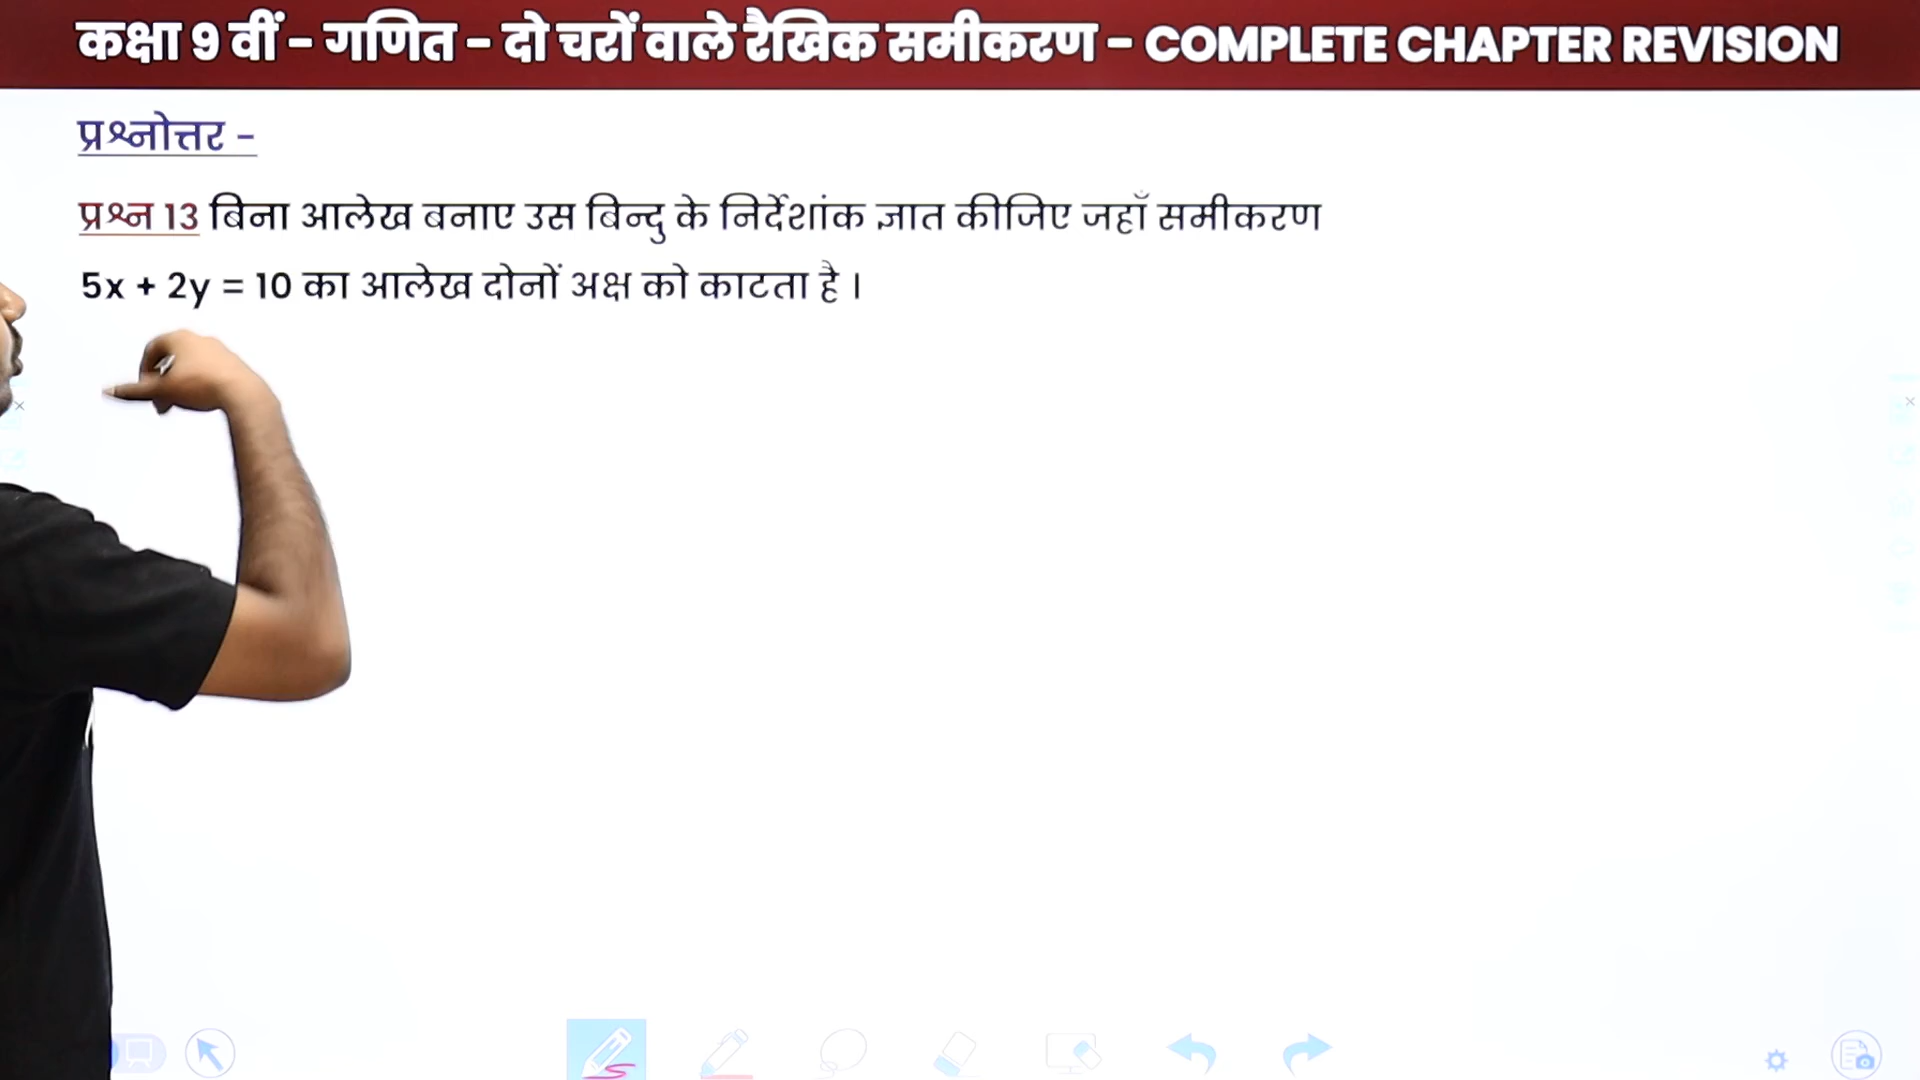 कक्षा 9 वीं - गणित - दो चरों वाले रैखिक समीकरण - COMPLETE CHAPTER REVISION
प्रश्नोत्तर -
प्रश्न 13 बिना आलेख बनाए उस बिन्दु के निर्देशांक ज्ञात कीजिए जहाँ समीकरण
5x + 2y = 10 का आलेख दोनों अक्ष को काटता है ।